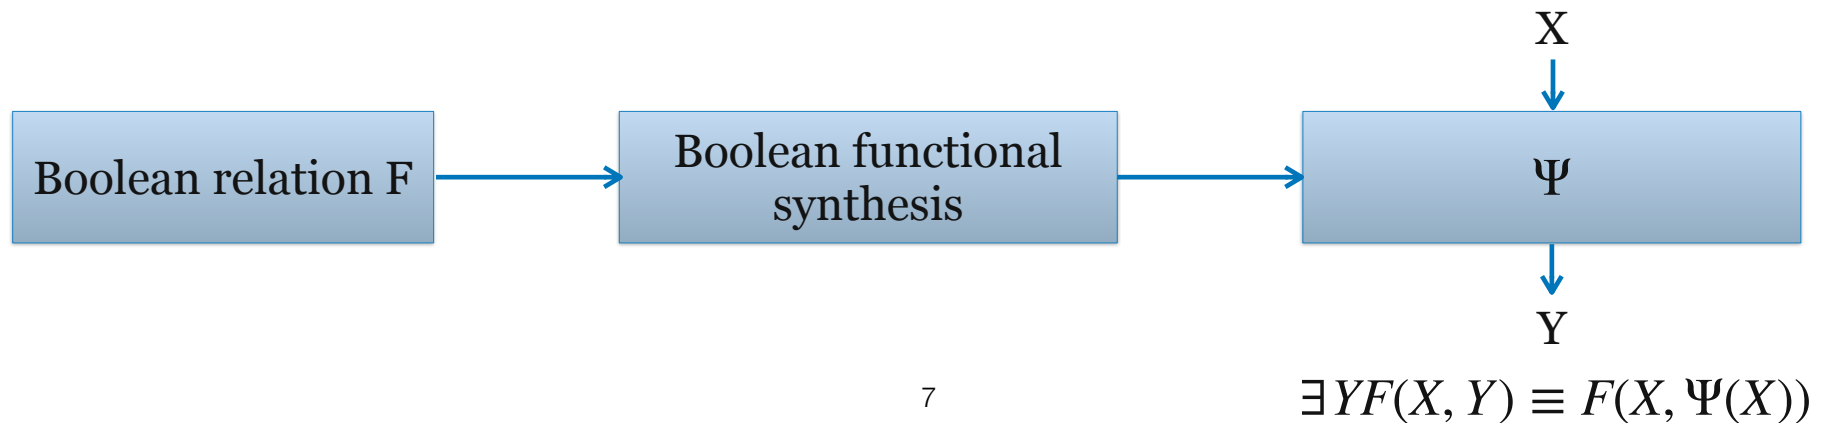 X
Boolean relation F
Boolean functional
synthesis
Ψ
Y
7
∃YF(X, Y) ≡ F(X, Ψ(X))